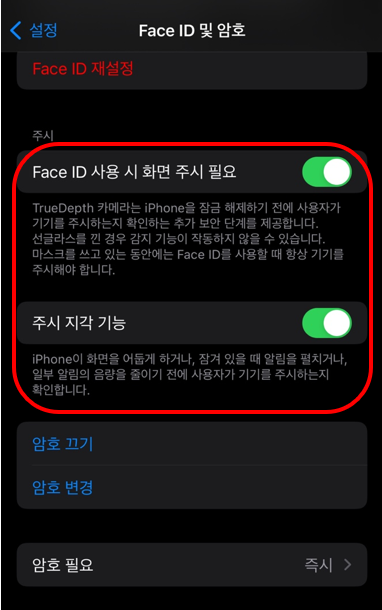 설정
Face ID 및 암호
Face ID 재설정
주시
Face ID 사용 시 화면 주시 필요
TrueDepth 카메라는 iPhone을 잠금 해제하기 전에 사용자가
기기를 주시하는지 확인하는 추가 보안 단계를 제공합니다.
선글라스를 낀 경우 감지 기능이 작동하지 않을 수 있습니다.
마스크를 쓰고 있는 동안에는 Face ID를 사용할 때 항상 기기를
주시해야 합니다.
주시 지각 기능
iPhone이 화면을 어둡게 하거나, 잠겨 있을 때 알림을 펼치거나,
일부 알림의 음량을 줄이기 전에 사용자가 기기를 주시하는지
확인합니다.
암호 끄기
암호 변경
암호 필요
즉시